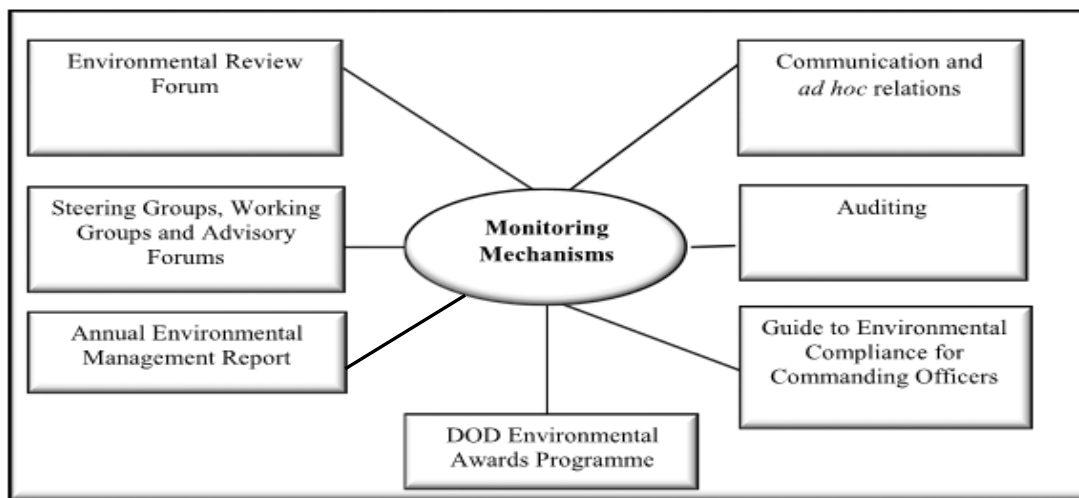 Environmental Review
Forum
Communication and
ad hoc relations
Steering Groups, Working
Groups and Advisory
Forums
Monitoring
Mechanisms
Auditing
Annual Environmental
Management Report
Guide to Environmental
Compliance for
Commanding Officers
DOD Environmental
Awards Programme